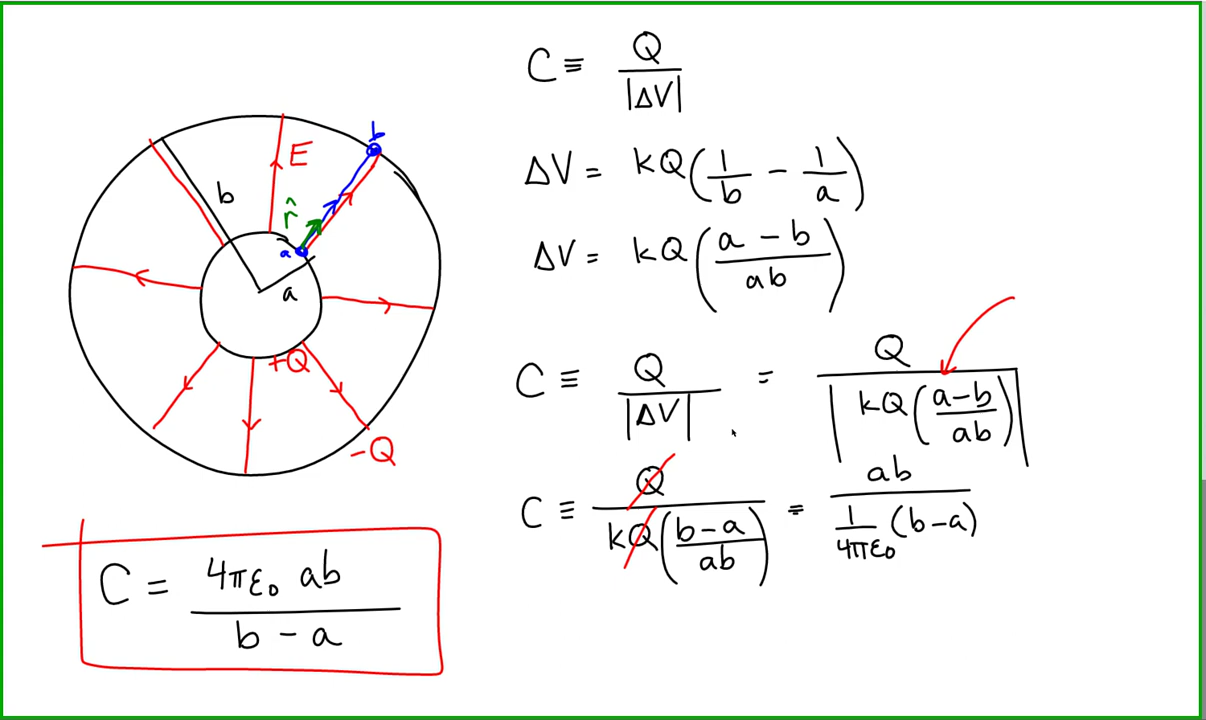 C ≡ Q / |ΔV|
ΔV = kQ(1/b − 1/a)
ΔV = kQ((a − b)/ab)
C ≡ Q / |ΔV| = Q / |kQ((a−b)/ab)|
C ≡ Q / kQ((b−a)/ab) = ab / (1/4πε₀ (b−a))
b
E
b
r̂
a
a
+Q
−Q
C = 4πε₀ ab / (b − a)